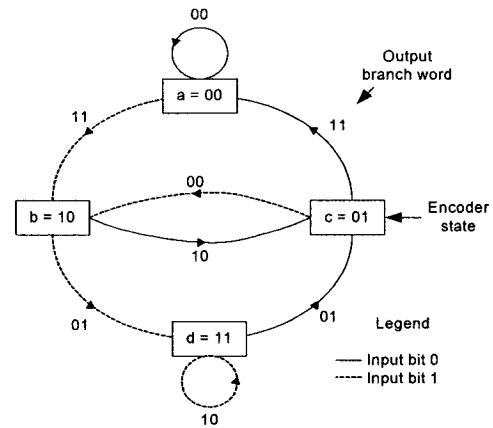 00
Output
branch word
a = 00
11
11
00
b = 10
c = 01
Encoder
state
10
01
01
d = 11
Legend
Input bit 0
Input bit 1
10